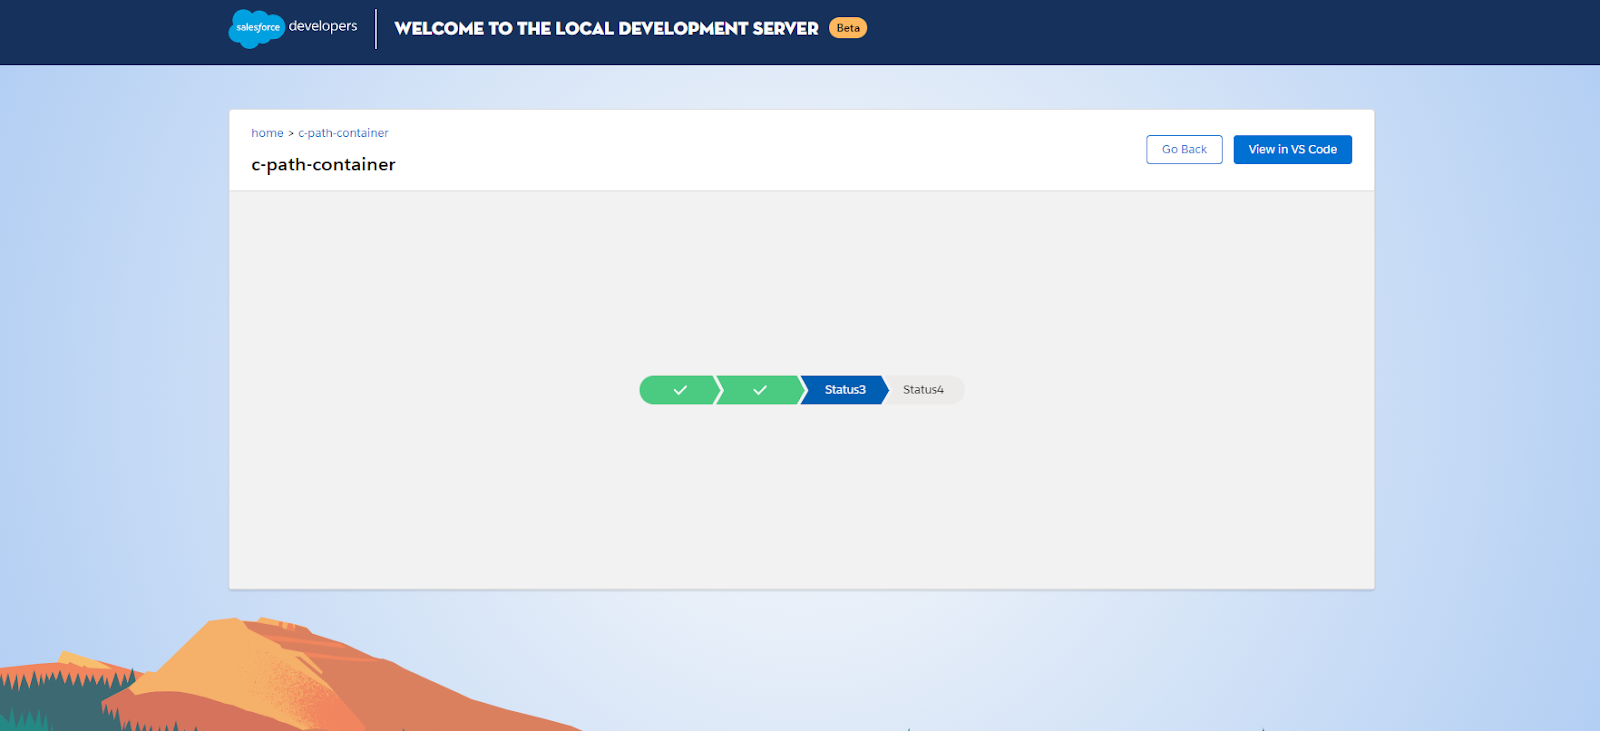 salesforce developers
WELCOME TO THE LOCAL DEVELOPMENT SERVER Beta
home > c-path-container
c-path-container
Go Back
View in VS Code
Status3
Status4